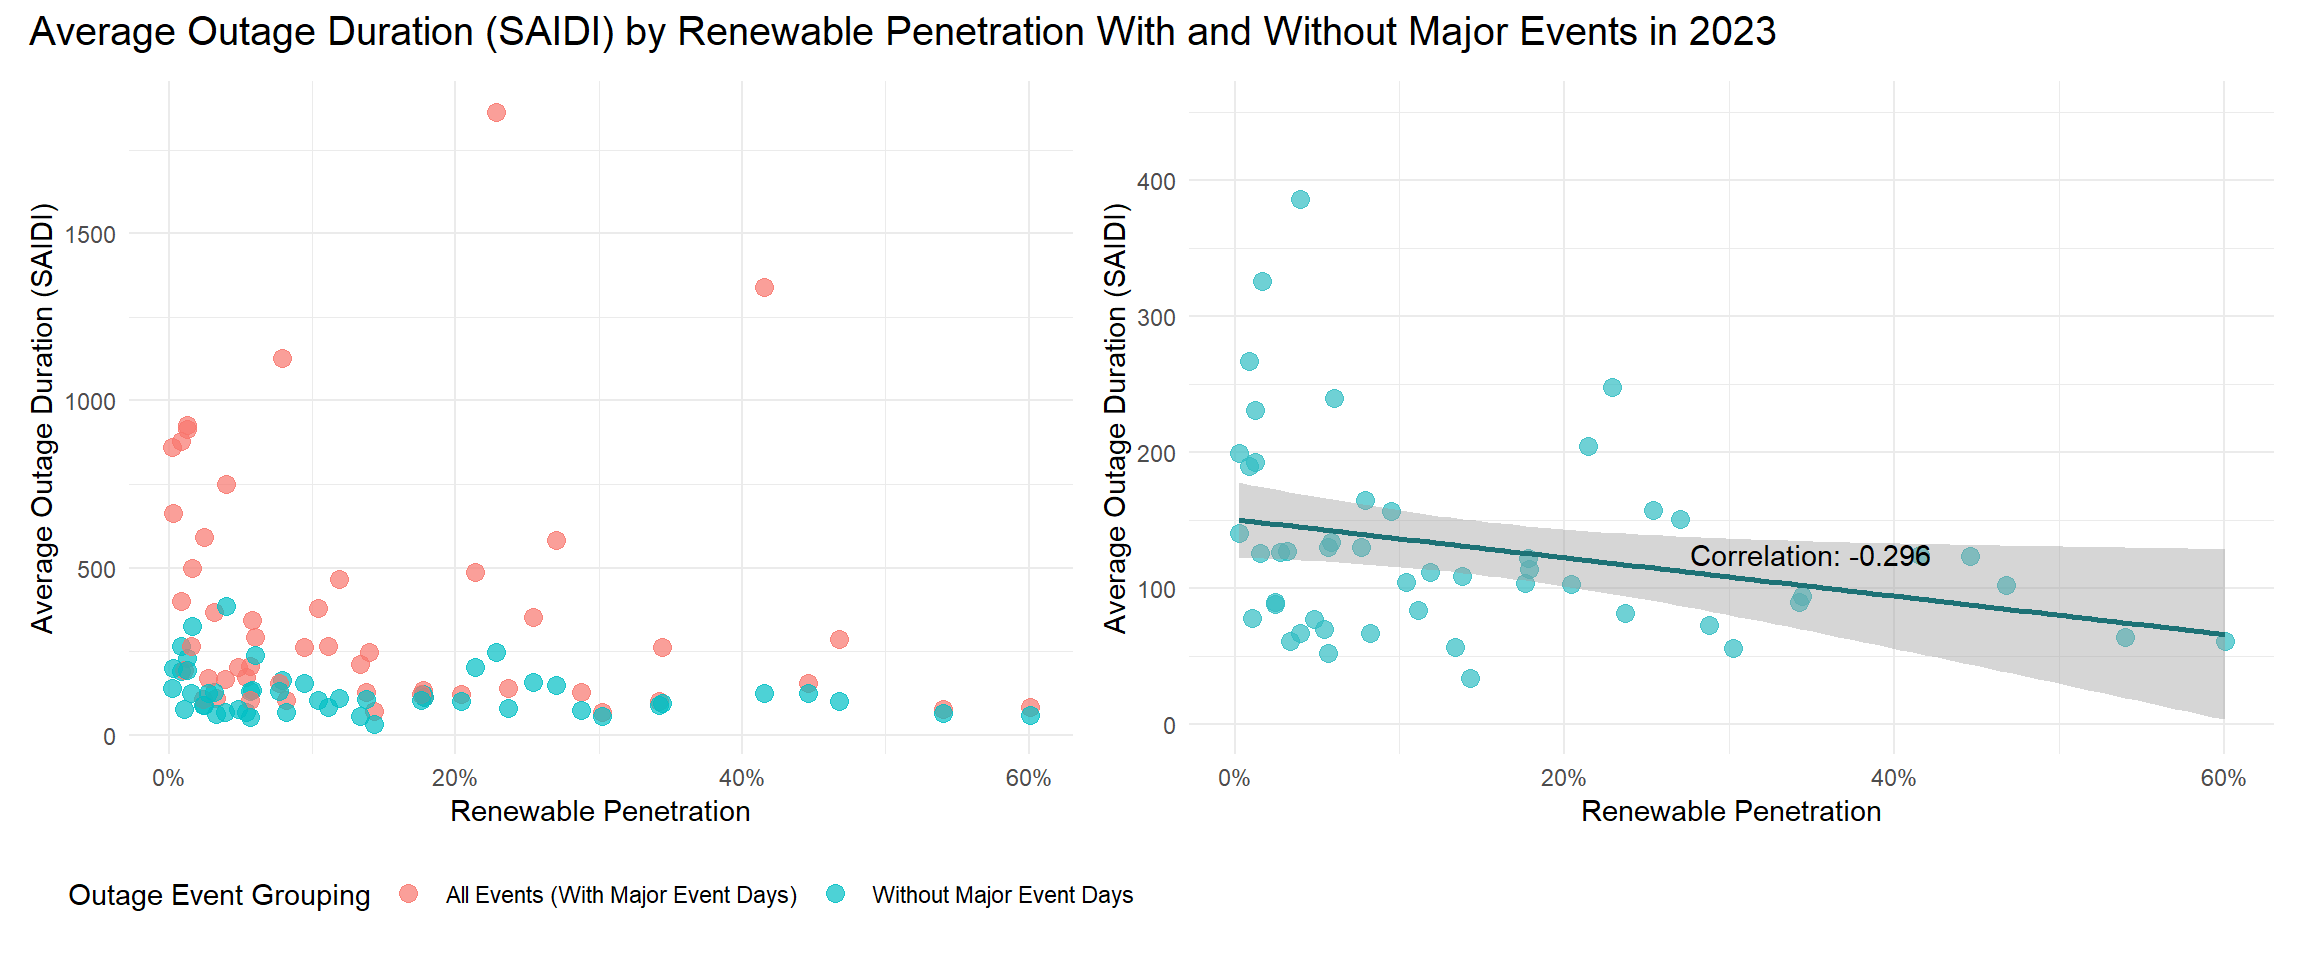 Average Outage Duration (SAIDI) by Renewable Penetration With and Without Major Events in 2023
Average Outage Duration (SAIDI)
1500
1000
500
0
0%
20%
40%
60%
Renewable Penetration
Average Outage Duration (SAIDI)
400
300
200
100
0
Correlation: -0.296
0%
20%
40%
60%
Renewable Penetration
Outage Event Grouping
All Events (With Major Event Days)
Without Major Event Days